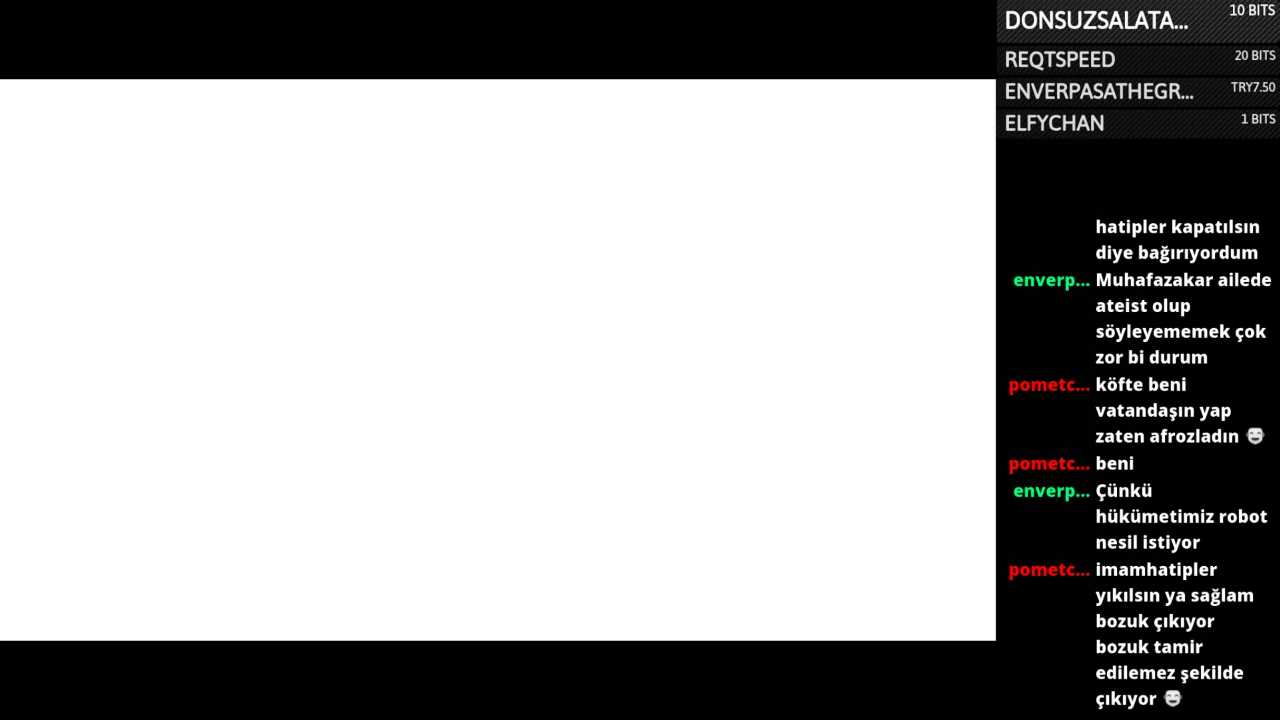 DONSUZSALATA... 10 BITS
REQTSPEED 20 BITS
ENVERPASATHEGR... TRY7.50
ELFYCHAN 1 BITS
hatipler kapatılsın
diye bağırıyordum
enverp... Muhafazakar ailede
ateist olup
söyleyememek çok
zor bi durum
pometc... köfte beni
vatandaşın yap
zaten afrozladın
pometc... beni
enverp... Çünkü
hükümetimiz robot
nesil istiyor
pometc... imamhatipler
yıkılsın ya sağlam
bozuk çıkıyor
bozuk tamir
edilemez şekilde
çıkıyor